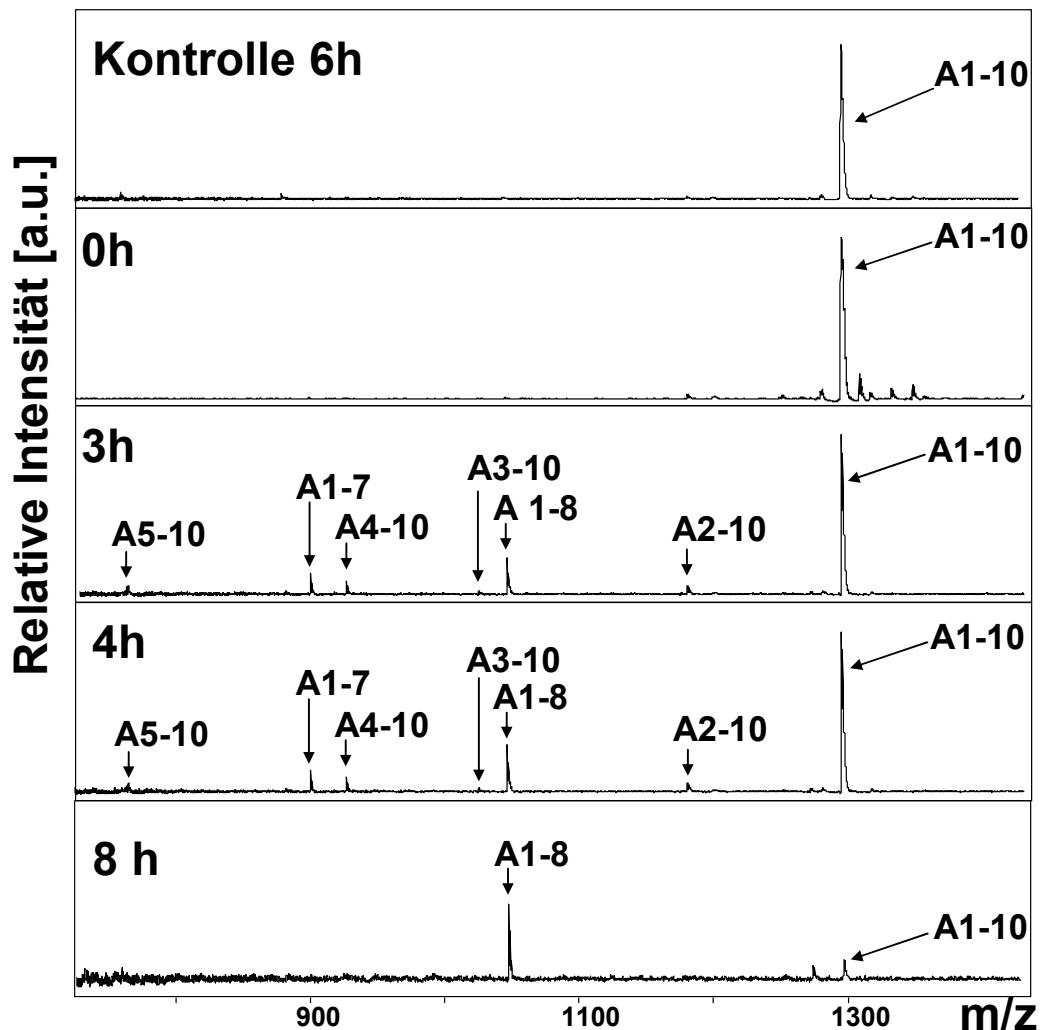 Relative Intensität [a.u.]
Kontrolle 6h
A1-10
0h
A1-10
3h
A5-10
A1-7
A4-10
A3-10
A 1-8
A2-10
A1-10
4h
A5-10
A1-7
A4-10
A3-10
A1-8
A2-10
A1-10
8 h
A1-8
A1-10
900 1100 1300 m/z